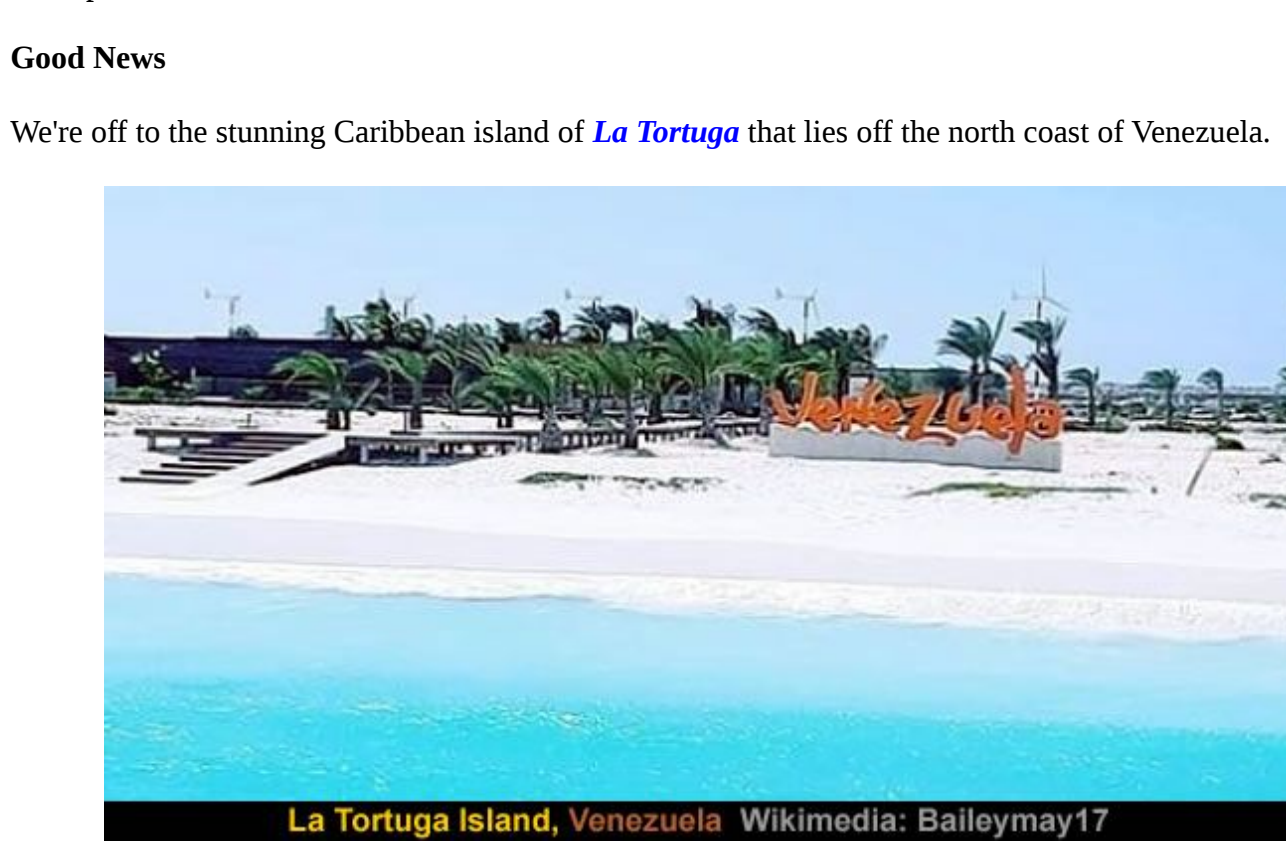 Good News
We're off to the stunning Caribbean island of La Tortuga that lies off the north coast of Venezuela.
Venezuela
La Tortuga Island, Venezuela Wikimedia: Baileymay17